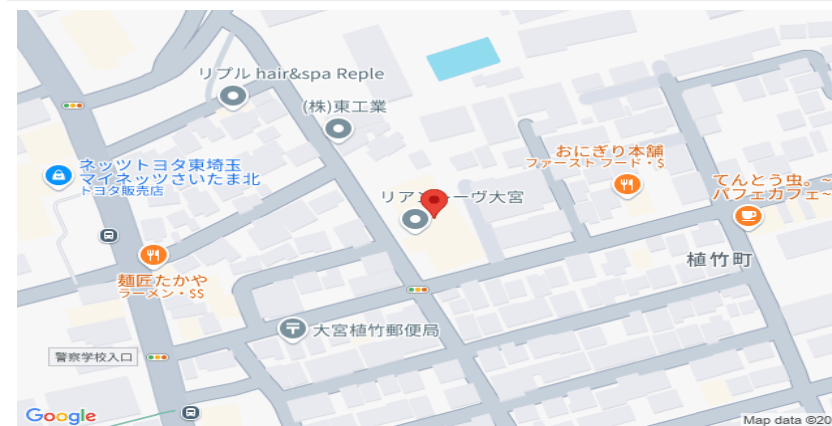 リプル hair&spa Reple
(株)東工業
ネッツトヨタ東埼玉
マイネッツさいたま北
トヨタ販売店
おにぎり本舗
ファースト フード・$
てんとう虫。~
パフェカフェ~
植竹町
麺匠たかや
ラーメン・$$
大宮植竹郵便局
警察学校入口
Google
Map data ©20